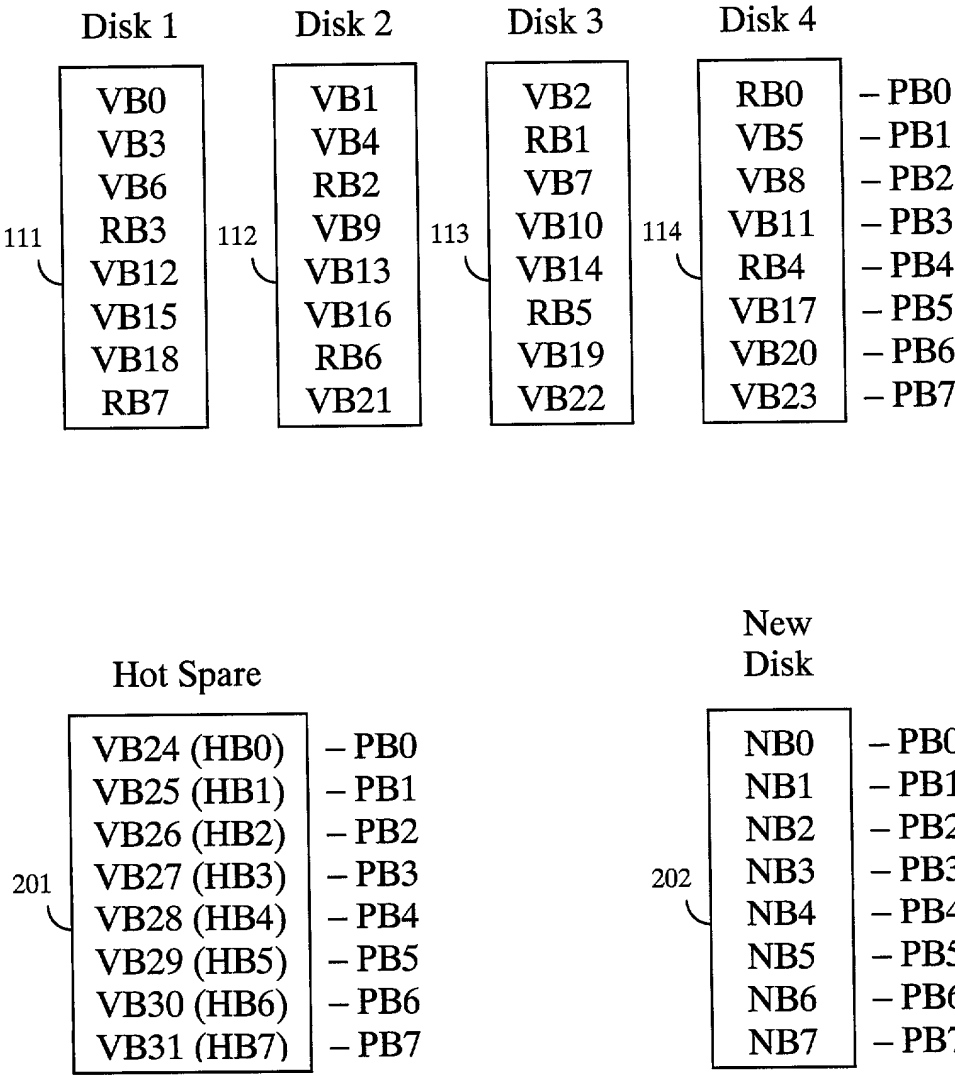 Disk 1 Disk 2 Disk 3 Disk 4
VB0 VB1 VB2 RB0 – PB0
VB3 VB4 RB1 VB5 – PB1
VB6 RB2 VB7 VB8 – PB2
111 RB3 112 VB9 113 VB10 114 VB11 – PB3
VB12 VB13 VB14 RB4 – PB4
VB15 VB16 RB5 VB17 – PB5
VB18 RB6 VB19 VB20 – PB6
RB7 VB21 VB22 VB23 – PB7
New
Hot Spare Disk
VB24 (HB0) – PB0 NB0 – PB0
VB25 (HB1) – PB1 NB1 – PB1
VB26 (HB2) – PB2 NB2 – PB2
201 VB27 (HB3) – PB3 202 NB3 – PB3
VB28 (HB4) – PB4 NB4 – PB4
VB29 (HB5) – PB5 NB5 – PB5
VB30 (HB6) – PB6 NB6 – PB6
VB31 (HB7) – PB7 NB7 – PB7